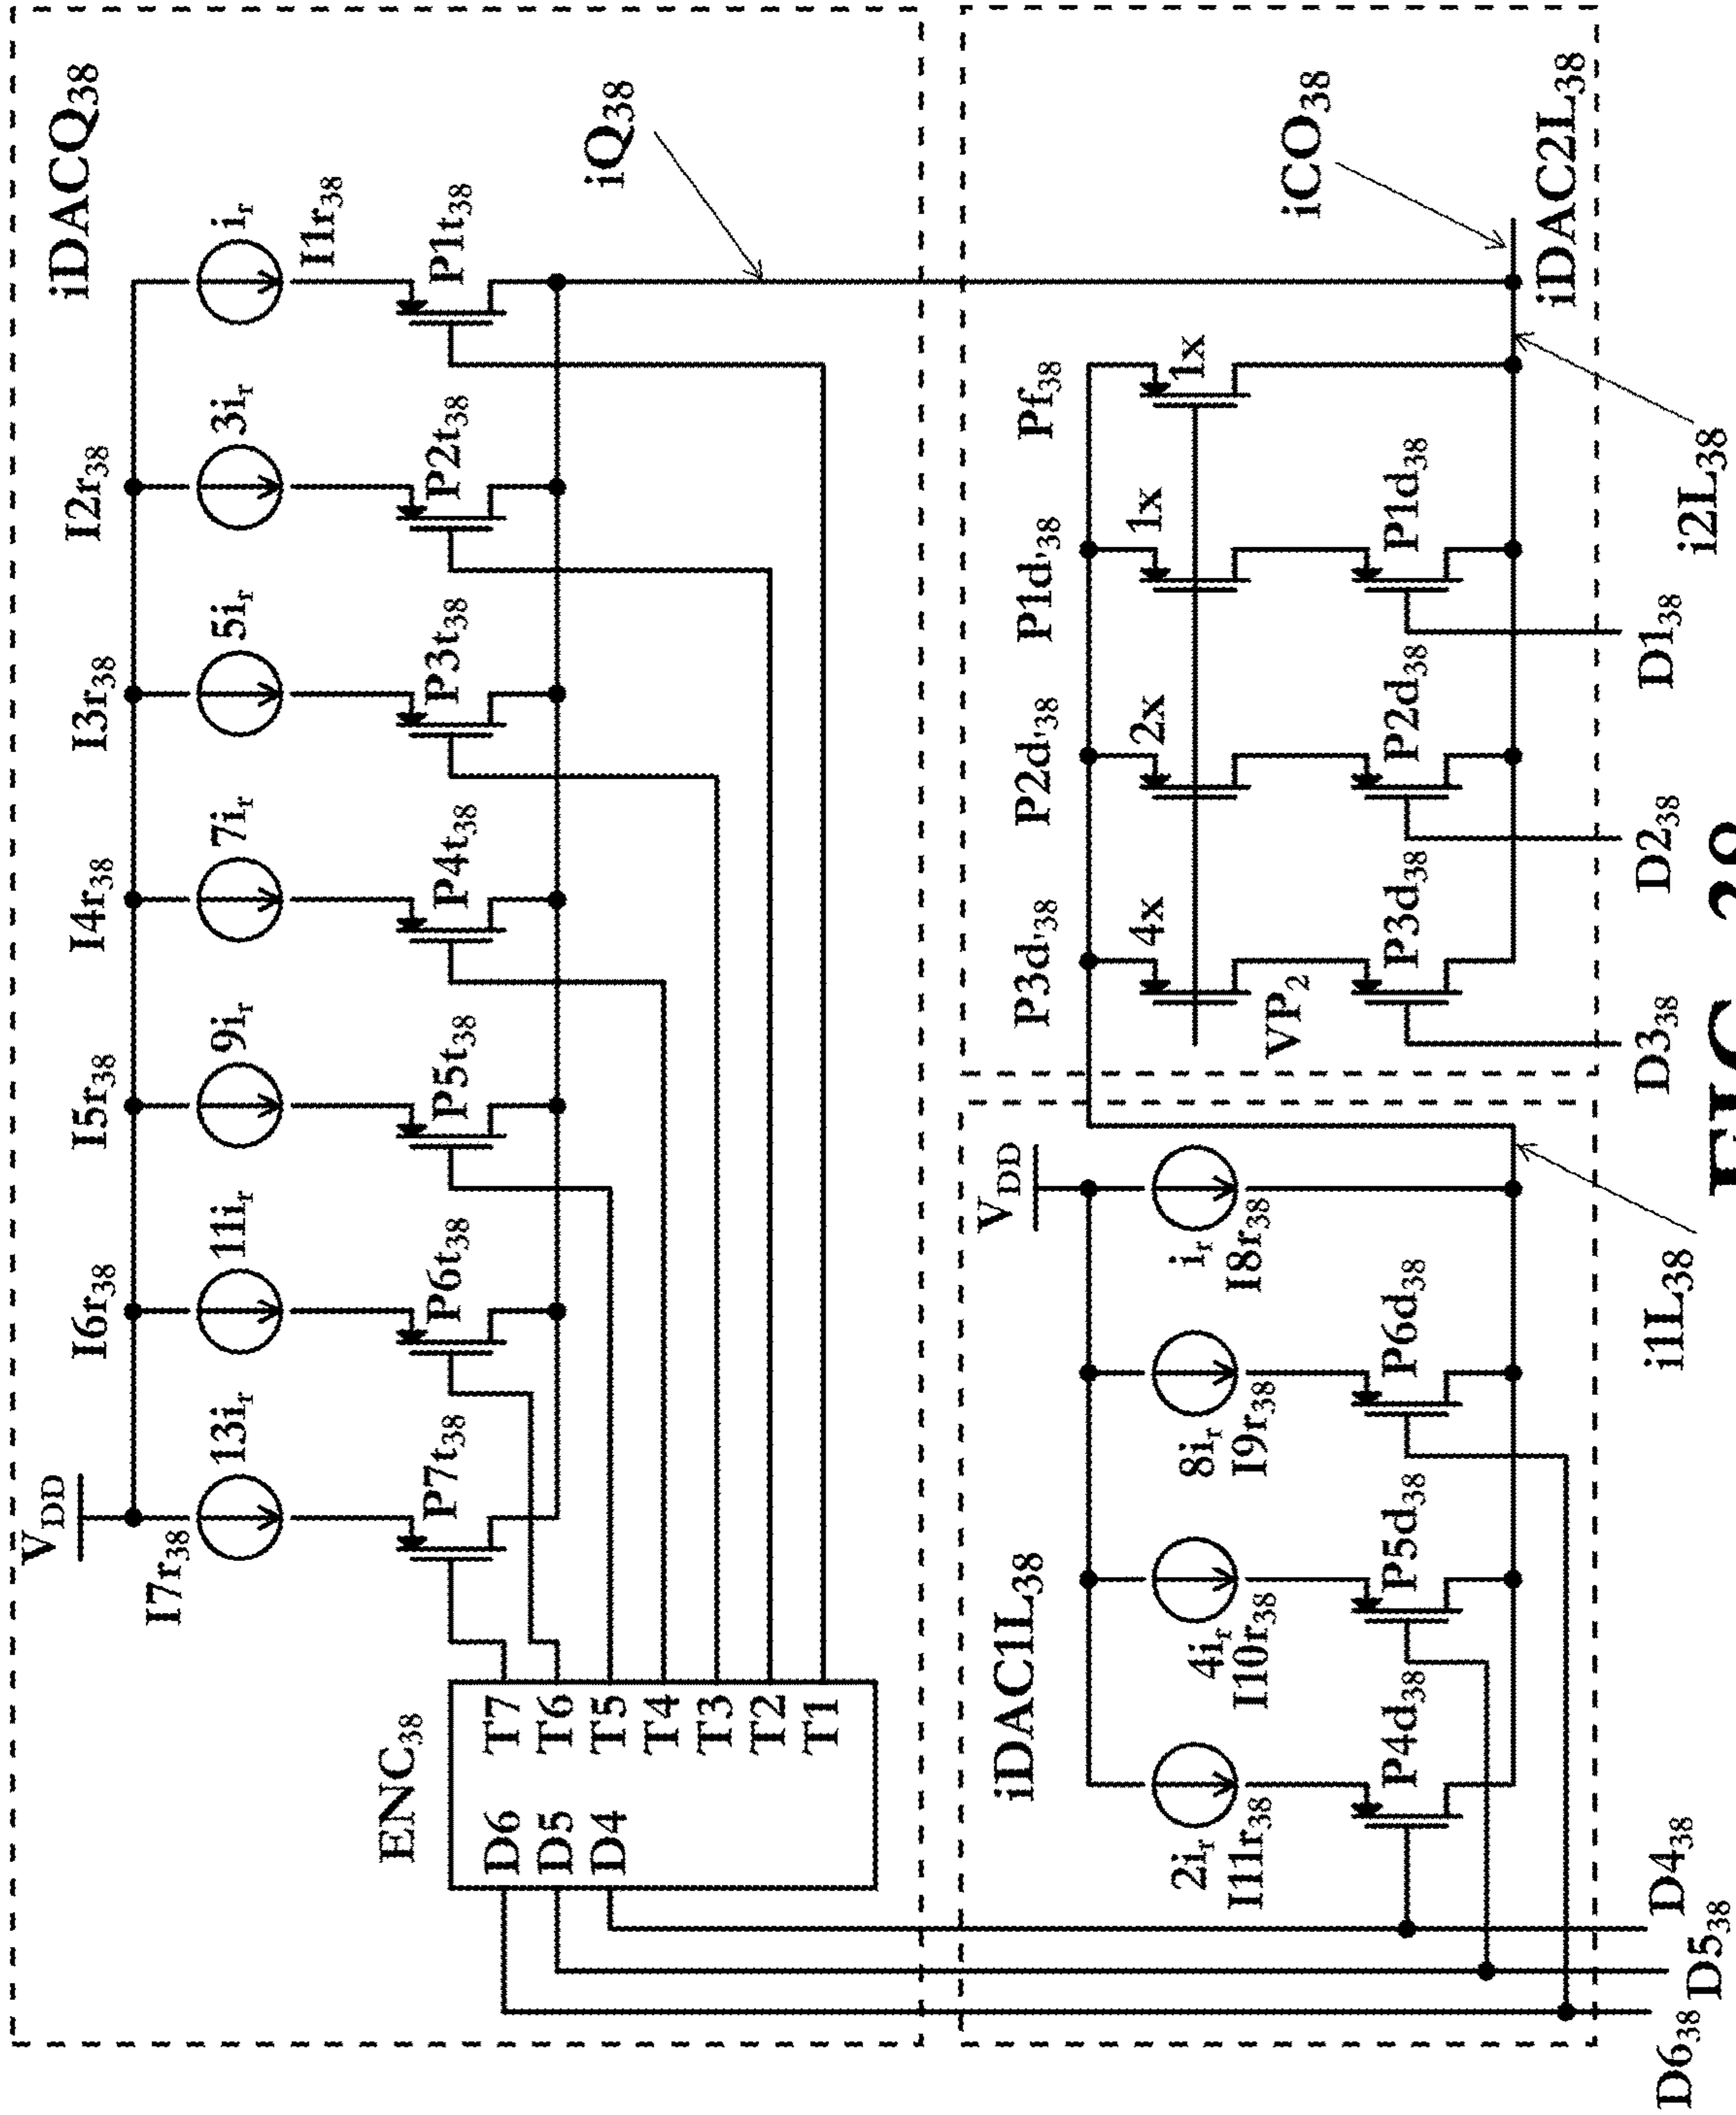 iDACQ₃₈
V_DD
I7r₃₈
I6r₃₈
I5r₃₈
I4r₃₈
I3r₃₈
I2r₃₈
I1r₃₈
13iᵣ
11iᵣ
9iᵣ
7iᵣ
5iᵣ
3iᵣ
iᵣ
P7t₃₈
P6t₃₈
P5t₃₈
P4t₃₈
P3t₃₈
P2t₃₈
P1t₃₈
iQ₃₈
ENC₃₈
D6
D5
D4
T7
T6
T5
T4
T3
T2
T1
iDAC1L₃₈
V_DD
2iᵣ
I11r₃₈
4iᵣ
I10r₃₈
8iᵣ
I9r₃₈
iᵣ
I8r₃₈
P4d₃₈
P5d₃₈
P6d₃₈
i1L₃₈
P3d'₃₈
P2d'₃₈
P1d'₃₈
Pf₃₈
4x
2x
1x
1x
VP₂
P3d₃₈
P2d₃₈
P1d₃₈
iCO₃₈
iDAC2L₃₈
i2L₃₈
D6₃₈
D5₃₈
D4₃₈
D3₃₈
D2₃₈
D1₃₈